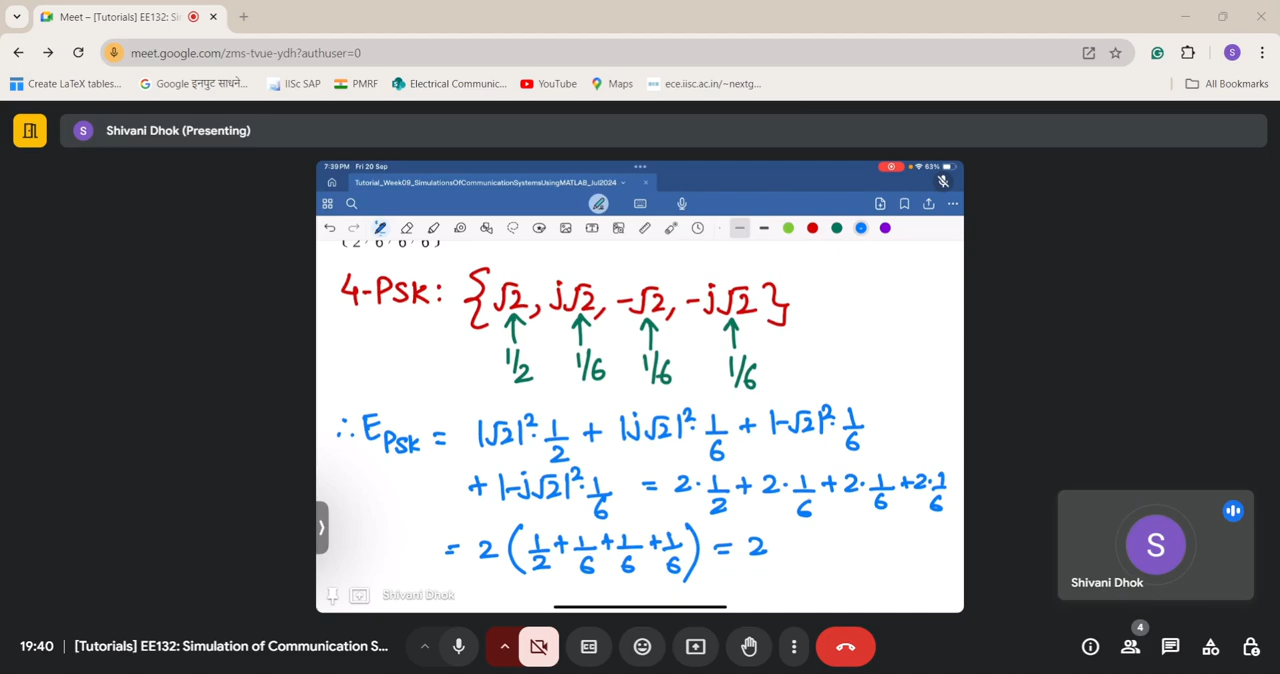 Meet – [Tutorials] EE132: Si
meet.google.com/zms-tvue-ydh?authuser=0
Create LaTeX tables... Google इनपुट साधने... IISc SAP PMRF Electrical Communic... YouTube Maps ece.iisc.ac.in/~nextg... All Bookmarks
S Shivani Dhok (Presenting)
7:39 PM Fri 20 Sep 63%
Tutorial_Week09_SimulationsOfCommunicationSystemsUsingMATLAB_Jul2024
4-PSK: {√2, j√2, -√2, -j√2}
1/2 1/6 1/6 1/6
∴ E_PSK = |√2|²·1/2 + |j√2|²·1/6 + |-√2|²·1/6
+ |-j√2|²·1/6 = 2·1/2 + 2·1/6 + 2·1/6 + 2·1/6
= 2(1/2 + 1/6 + 1/6 + 1/6) = 2
Shivani Dhok
S
Shivani Dhok
19:40 | [Tutorials] EE132: Simulation of Communication S...
4